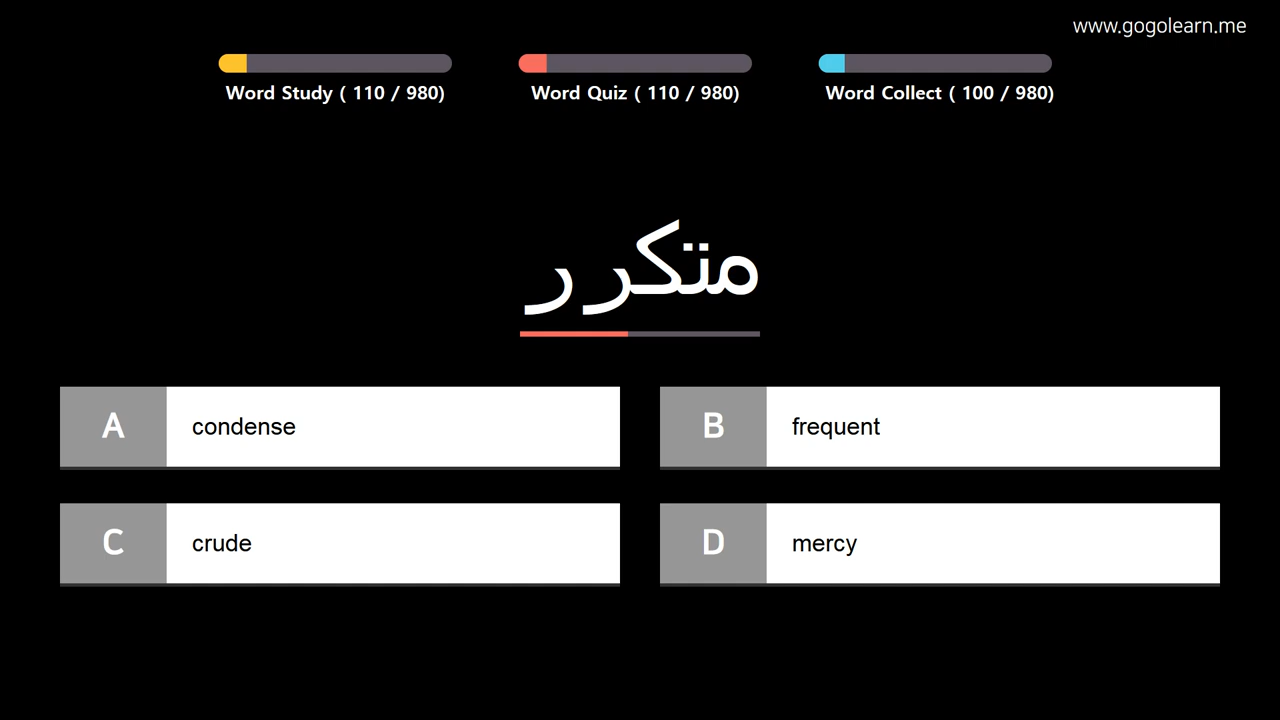 www.gogolearn.me
Word Study ( 110 / 980)
Word Quiz ( 110 / 980)
Word Collect ( 100 / 980)
متكرر
A condense
B frequent
C crude
D mercy